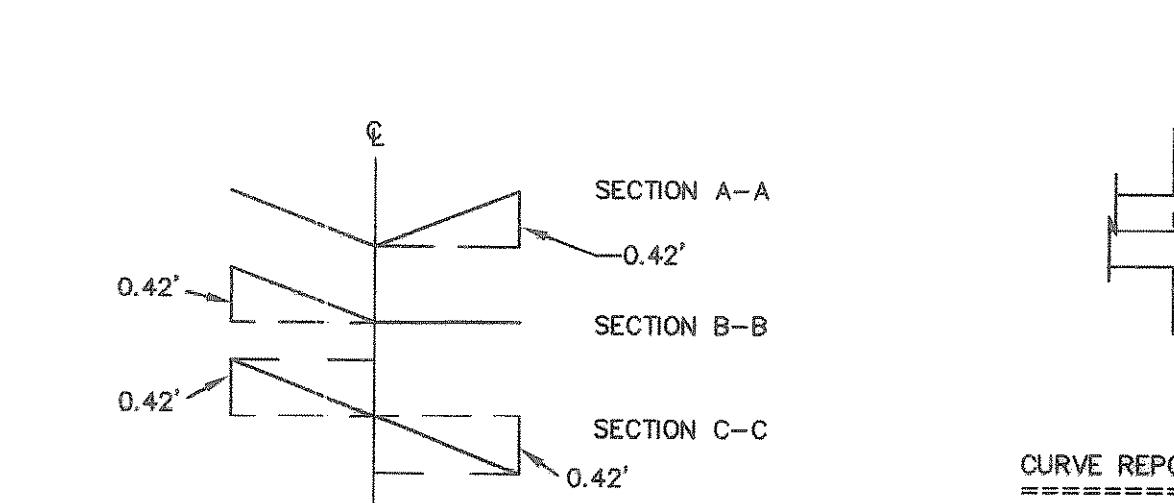 ℄
SECTION A-A
0.42'
0.42'
SECTION B-B
0.42'
SECTION C-C
0.42'
CURVE REPO
==========